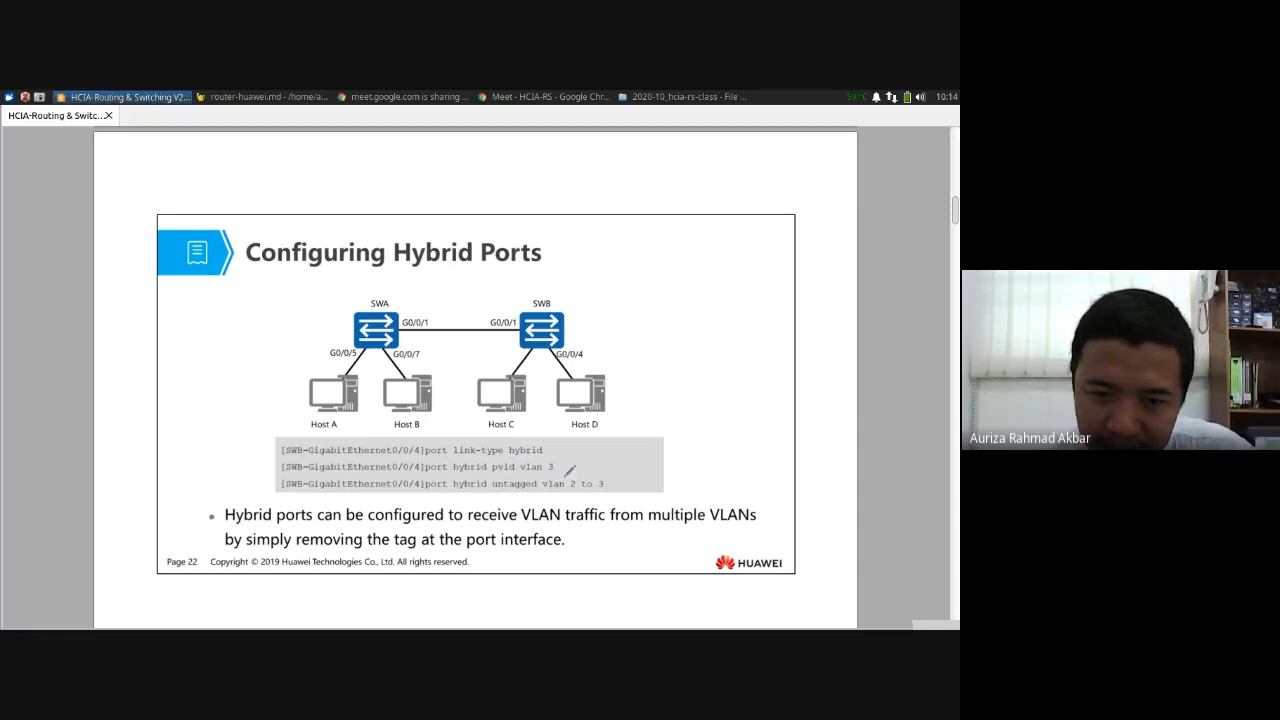 HCIA-Routing & Switching V2...
router-huawei.md - /home/a...
meet.google.com is sharing ...
Meet - HCIA-RS - Google Chr...
2020-10_hcia-rs-class - File ...
59°C
10:14
HCIA-Routing & Switc...
Configuring Hybrid Ports
SWA
SWB
G0/0/1
G0/0/1
G0/0/5
G0/0/7
G0/0/4
Host A
Host B
Host C
Host D
[SWB-GigabitEthernet0/0/4]port link-type hybrid
[SWB-GigabitEthernet0/0/4]port hybrid pvid vlan 3
[SWB-GigabitEthernet0/0/4]port hybrid untagged vlan 2 to 3
• Hybrid ports can be configured to receive VLAN traffic from multiple VLANs
by simply removing the tag at the port interface.
Page 22
Copyright © 2019 Huawei Technologies Co., Ltd. All rights reserved.
HUAWEI
Auriza Rahmad Akbar